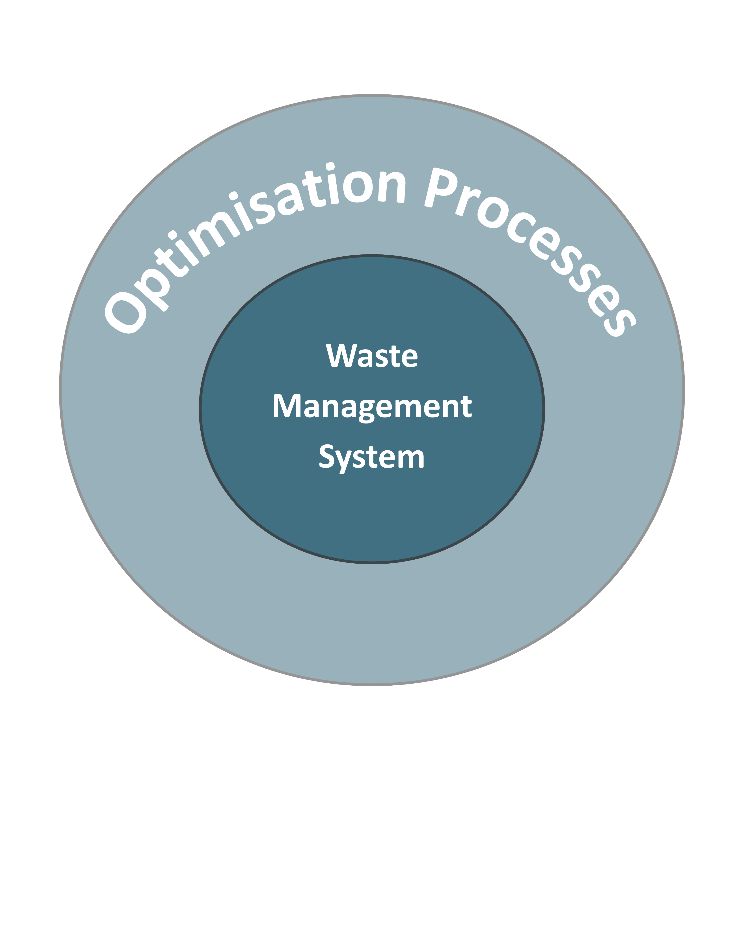 Optimisation Processes
Waste
Management
System